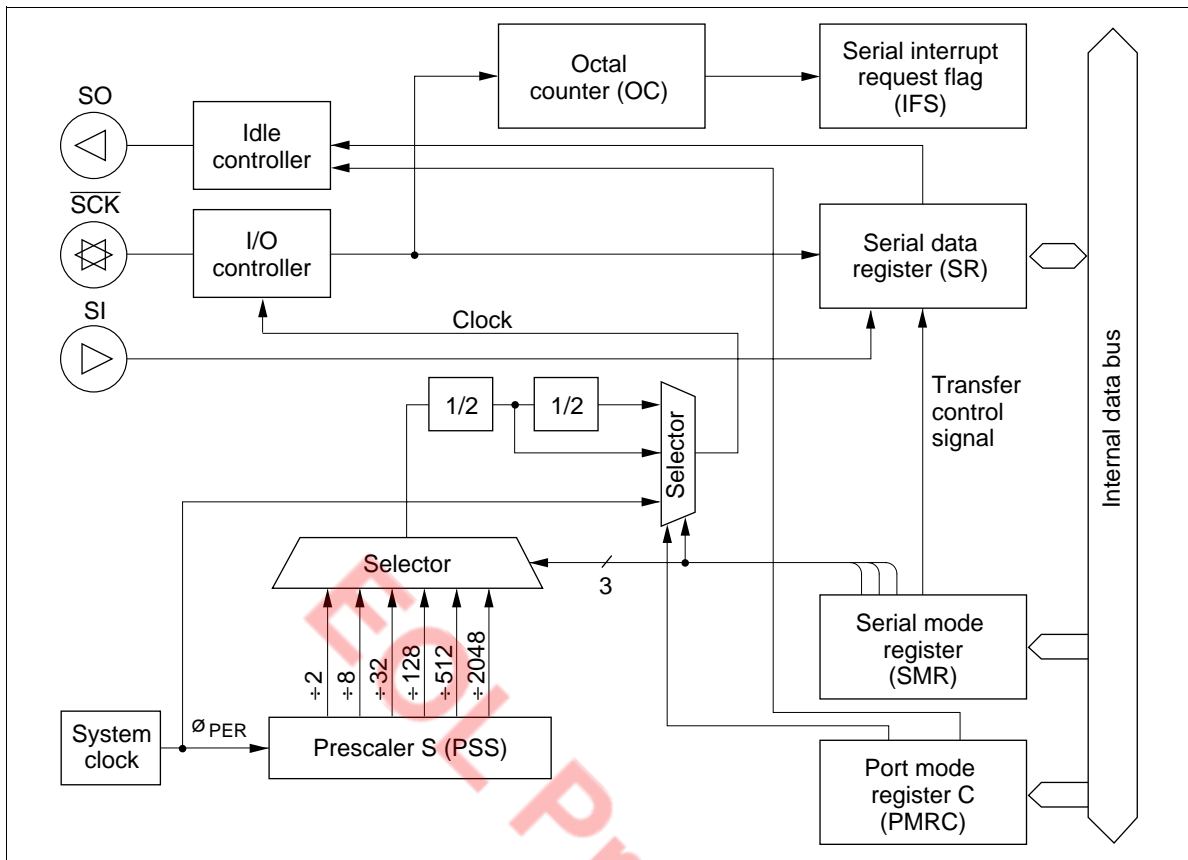 Octal
counter (OC)
Serial interrupt
request flag
(IFS)
SO
Idle
controller
SCK
I/O
controller
Serial data
register (SR)
SI
Clock
Transfer
control
signal
Internal data bus
1/2
1/2
Selector
Selector
3
÷2
÷8
÷32
÷128
÷512
÷2048
Serial mode
register
(SMR)
System
clock
ø PER
Prescaler S (PSS)
Port mode
register C
(PMRC)
EOL Pr